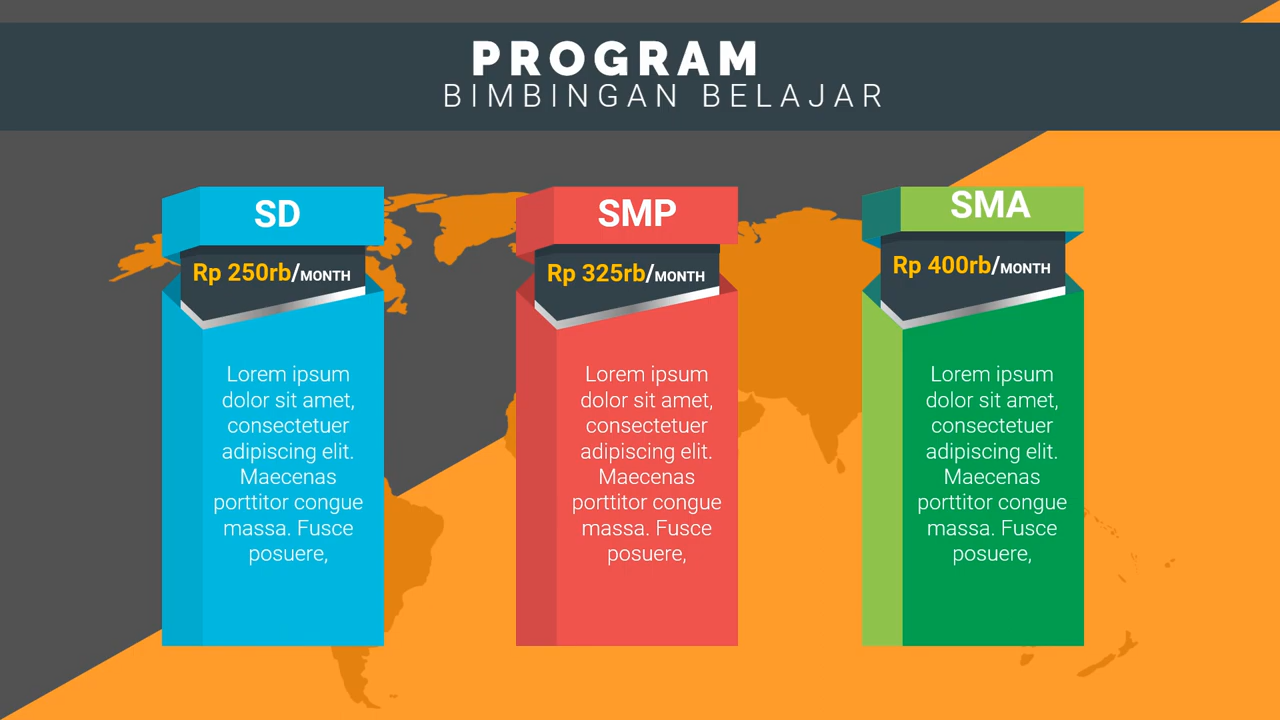 PROGRAM
BIMBINGAN BELAJAR
SD
Rp 250rb/MONTH
Lorem ipsum
dolor sit amet,
consectetuer
adipiscing elit.
Maecenas
porttitor congue
massa. Fusce
posuere,
SMP
Rp 325rb/MONTH
Lorem ipsum
dolor sit amet,
consectetuer
adipiscing elit.
Maecenas
porttitor congue
massa. Fusce
posuere,
SMA
Rp 400rb/MONTH
Lorem ipsum
dolor sit amet,
consectetuer
adipiscing elit.
Maecenas
porttitor congue
massa. Fusce
posuere,